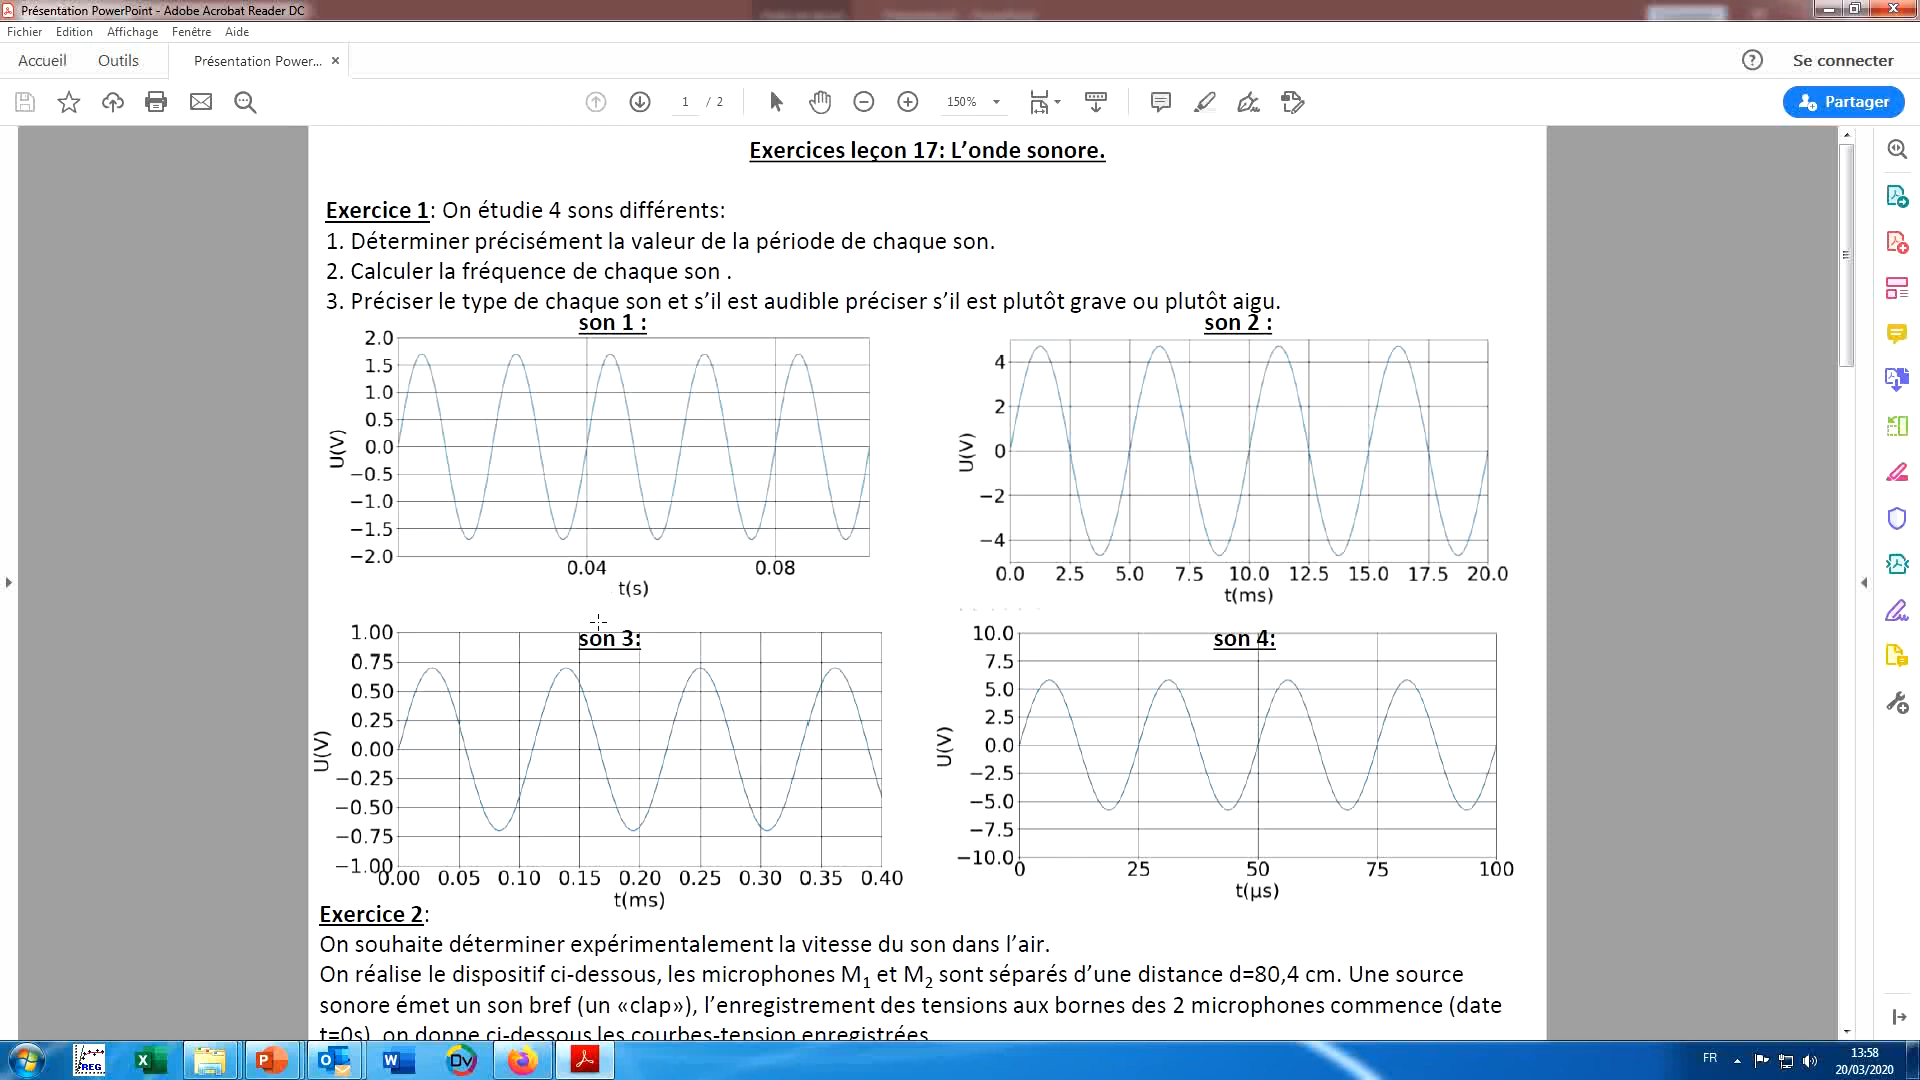 Présentation PowerPoint - Adobe Acrobat Reader DC
Fichier Edition Affichage Fenêtre Aide
Accueil Outils Présentation Power... × Se connecter
1 / 2 150% Partager
Exercices leçon 17: L’onde sonore.
Exercice 1: On étudie 4 sons différents:
1. Déterminer précisément la valeur de la période de chaque son.
2. Calculer la fréquence de chaque son .
3. Préciser le type de chaque son et s’il est audible préciser s’il est plutôt grave ou plutôt aigu.
son 1 :
2.0
1.5
1.0
0.5
0.0
−0.5
−1.0
−1.5
−2.0
U(V)
0.04 0.08
t(s)
son 2 :
4
2
0
−2
−4
U(V)
0.0 2.5 5.0 7.5 10.0 12.5 15.0 17.5 20.0
t(ms)
son 3:
1.00
0.75
0.50
0.25
0.00
−0.25
−0.50
−0.75
−1.00
U(V)
0.00 0.05 0.10 0.15 0.20 0.25 0.30 0.35 0.40
t(ms)
son 4:
10.0
7.5
5.0
2.5
0.0
−2.5
−5.0
−7.5
−10.0
U(V)
0 25 50 75 100
t(μs)
Exercice 2:
On souhaite déterminer expérimentalement la vitesse du son dans l’air.
On réalise le dispositif ci-dessous, les microphones M1 et M2 sont séparés d’une distance d=80,4 cm. Une source
sonore émet un son bref (un «clap»), l’enregistrement des tensions aux bornes des 2 microphones commence (date
t=0s), on donne ci-dessous les courbes-tension enregistrées
REG
Dv
FR
13:58
20/03/2020